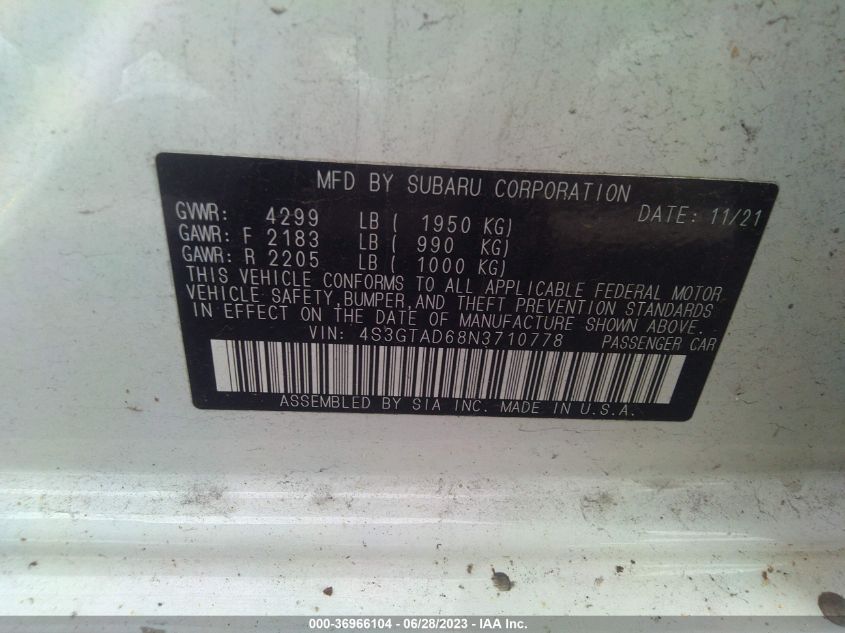 MFD BY SUBARU CORPORATION
GVWR: 4299 LB ( 1950 KG) DATE: 11/21
GAWR: F 2183 LB ( 990 KG)
GAWR: R 2205 LB ( 1000 KG)
THIS VEHICLE CONFORMS TO ALL APPLICABLE FEDERAL MOTOR
VEHICLE SAFETY, BUMPER, AND THEFT PREVENTION STANDARDS
IN EFFECT ON THE DATE OF MANUFACTURE SHOWN ABOVE.
VIN: 4S3GTAD68N3710778 PASSENGER CAR
ASSEMBLED BY SIA INC. MADE IN U.S.A.
000-36966104 - 06/28/2023 - IAA Inc.